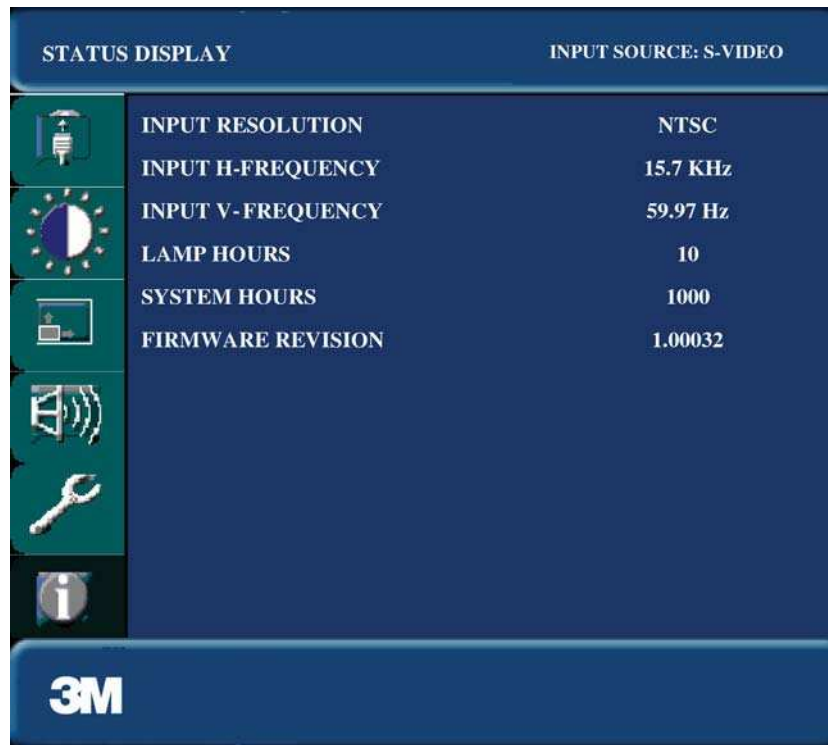 STATUS DISPLAY INPUT SOURCE: S-VIDEO
INPUT RESOLUTION NTSC
INPUT H-FREQUENCY 15.7 KHz
INPUT V-FREQUENCY 59.97 Hz
LAMP HOURS 10
SYSTEM HOURS 1000
FIRMWARE REVISION 1.00032
i
3M